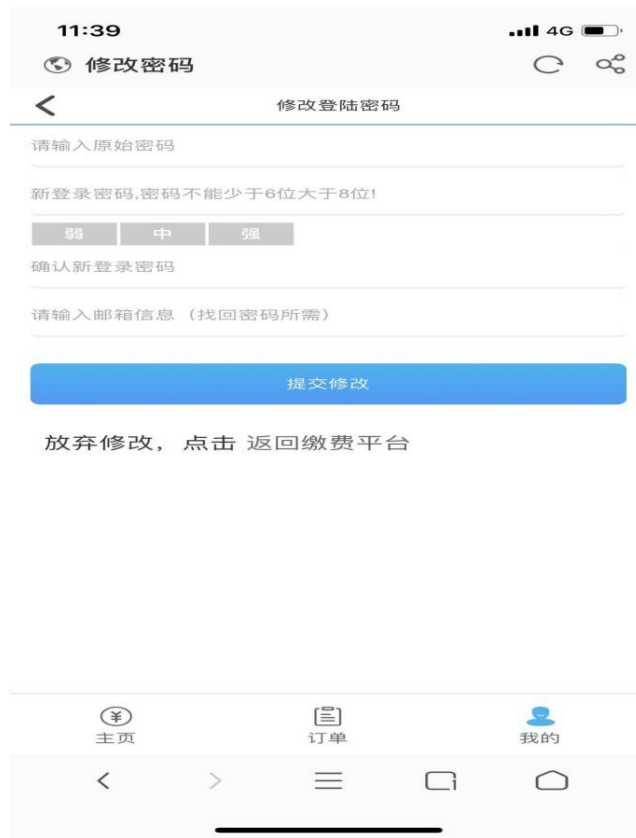 11:39
4G
修改密码
修改登陆密码
请输入原始密码
新登录密码,密码不能少于6位大于8位!
弱 中 强
确认新登录密码
请输入邮箱信息（找回密码所需）
提交修改
放弃修改，点击 返回缴费平台
主页 订单 我的